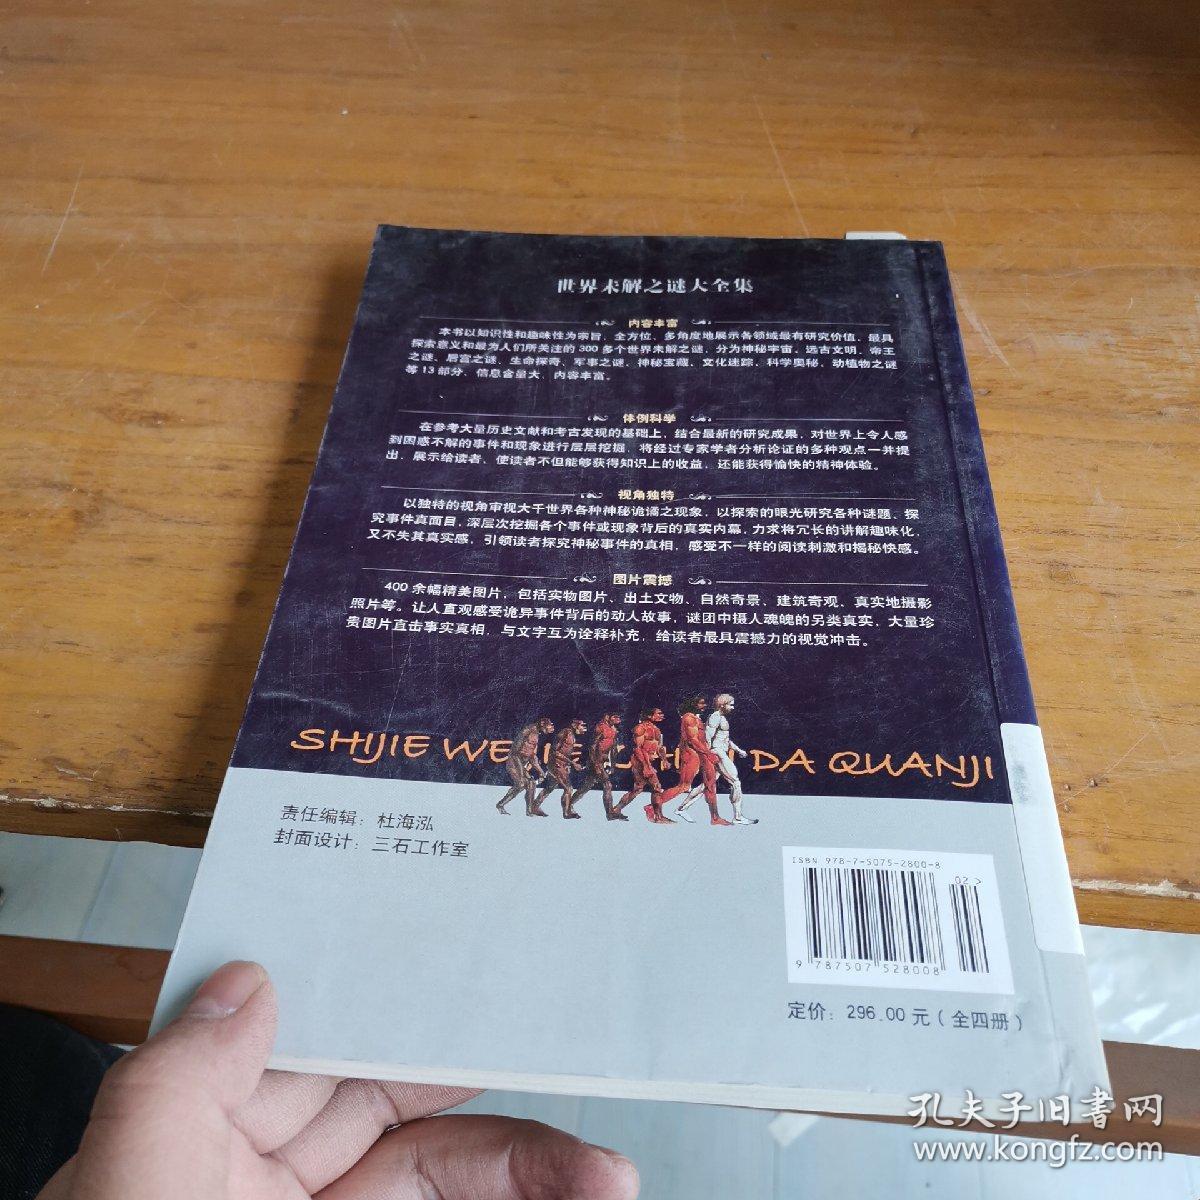 世界未解之谜大全集
内容丰富
本书以知识性和趣味性为宗旨，全方位、多角度地展示各领域最有研究价值、最具
探索意义和最为人们所关注的300多个世界未解之谜，分为神秘宇宙、远古文明、帝王
之谜、后宫之谜、生命探奇、军事之谜、神秘宝藏、文化迷踪、科学奥秘、动植物之谜
等13部分，信息含量大，内容丰富。
体例科学
在参考大量历史文献和考古发现的基础上，结合最新的研究成果，对世界上令人感
到困惑不解的事件和现象进行层层挖掘，将经过专家学者分析论证的多种观点一并提
出，展示给读者，使读者不但能够获得知识上的收益，还能获得愉快的精神体验。
视角独特
以独特的视角审视大千世界各种神秘诡谲之现象，以探索的眼光研究各种谜题，探
究事件真面目，深层次挖掘各个事件或现象背后的真实内幕，力求将冗长的讲解趣味化，
又不失其真实感，引领读者探究神秘事件的真相，感受不一样的阅读刺激和揭秘快感。
图片震撼
400余幅精美图片，包括实物图片、出土文物、自然奇景、建筑奇观、真实地摄影
照片等。让人直观感受诡异事件背后的动人故事，谜团中摄人魂魄的另类真实，大量珍
贵图片直击事实真相，与文字互为诠释补充，给读者最具震撼力的视觉冲击。
SHIJIE WEIJIE DA QUANJI
责任编辑：杜海泓
封面设计：三石工作室
ISBN 978-7-5075-2800-8
02>
9 787507 528008
定价：296.00元（全四册）
孔夫子旧书网
www.kongfz.com